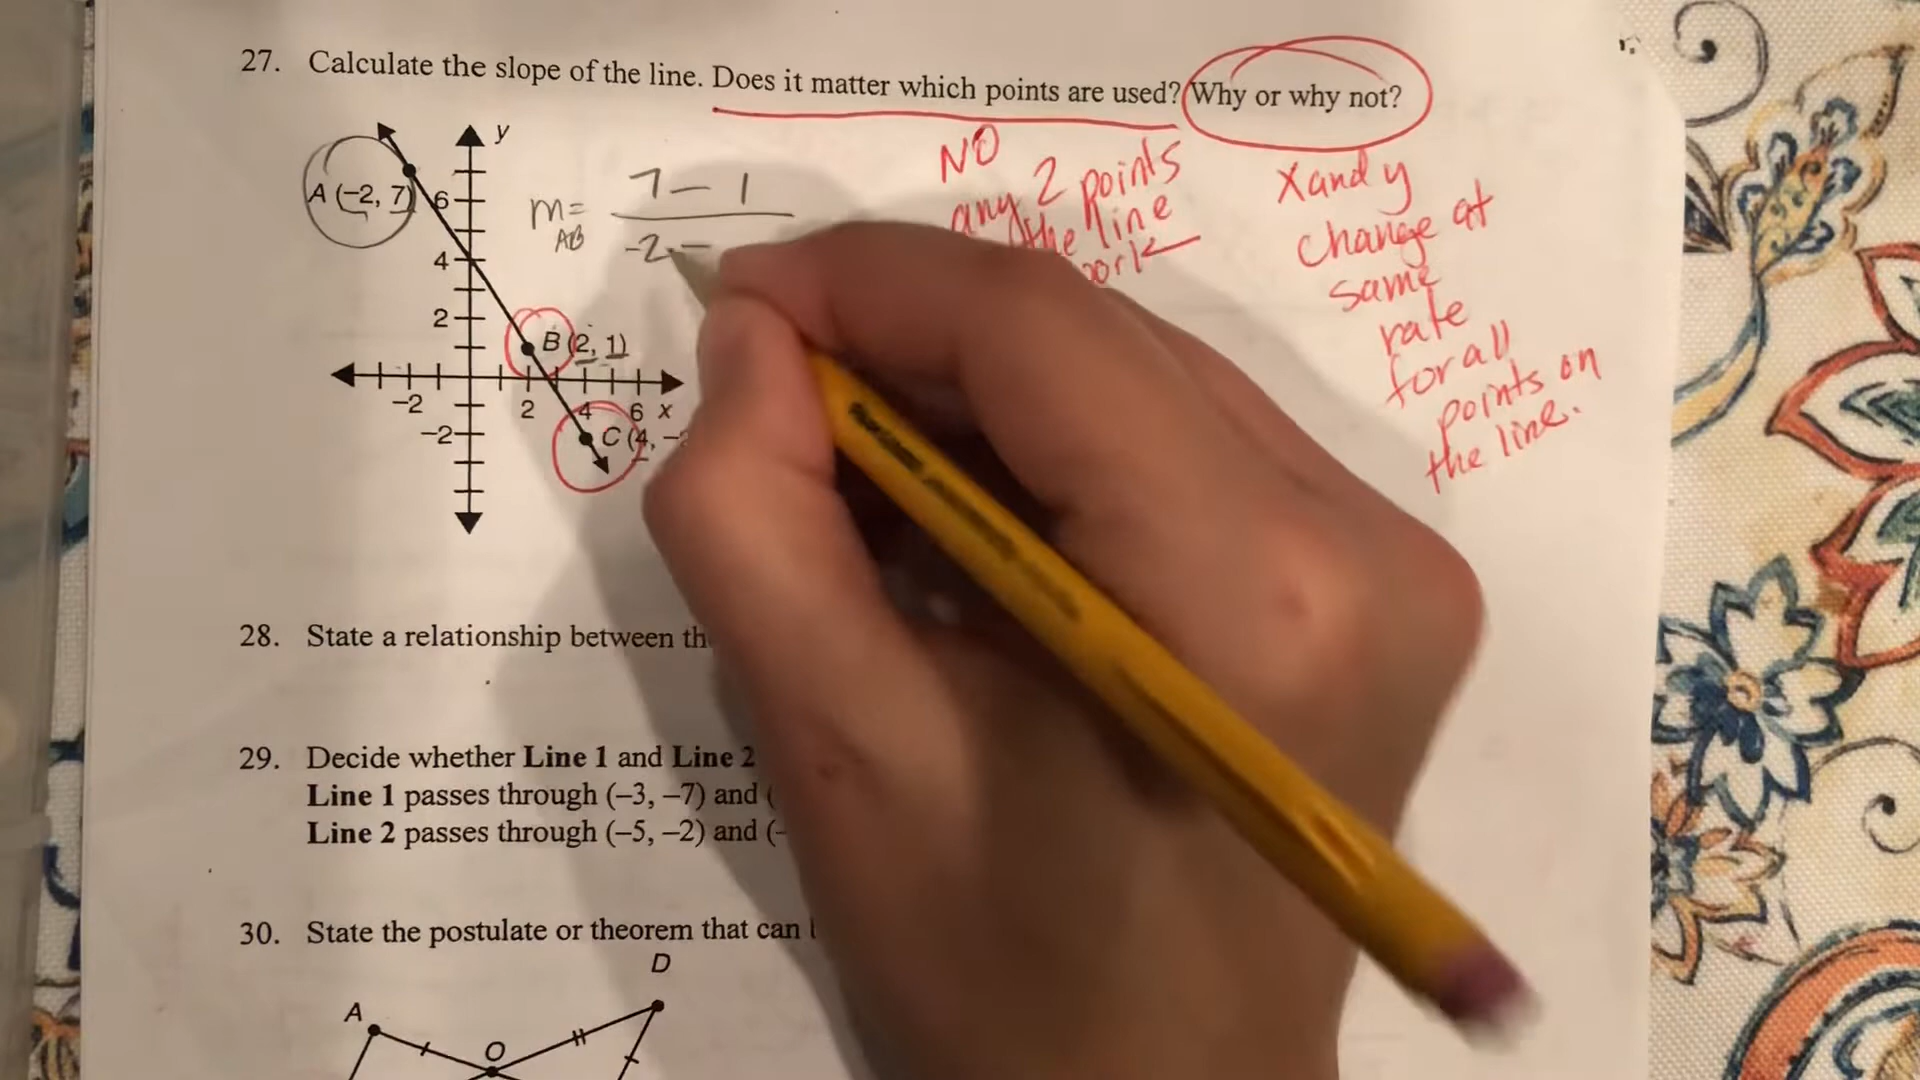 27. Calculate the slope of the line. Does it matter which points are used? Why or why not?
y
A (−2, 7)
6
4
2
−2
−2
2
4
6
x
B (2, 1)
C (4, −
m= 7 − 1
AB −2 −
NO
any 2 points
the line
x and y
change at
same
rate
for all
points on
the line.
28. State a relationship between th
29. Decide whether Line 1 and Line 2
Line 1 passes through (−3, −7) and (
Line 2 passes through (−5, −2) and (−
30. State the postulate or theorem that can
D
A
O